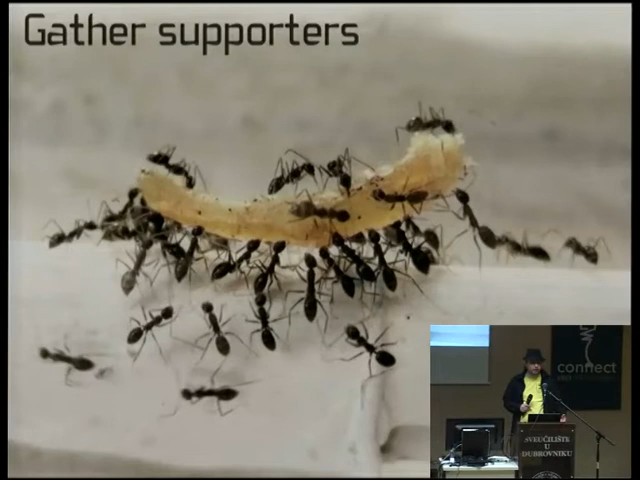 Gather supporters
connect
SVEUČILIŠTE
U
DUBROVNIKU